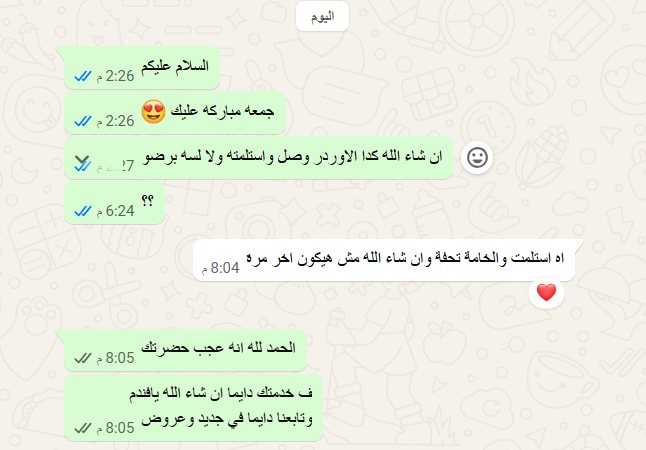 اليوم
السلام عليكم
2:26 م
جمعه مباركه عليك 😍
2:26 م
ان شاء الله كدا الاوردر وصل واستلمته ولا لسه برضو
27 م
؟؟
6:24 م
اه استلمت والخامة تحفة وان شاء الله مش هيكون اخر مرة
8:04 م
الحمد لله انه عجب حضرتك
8:05 م
ف خدمتك دايما ان شاء الله يافندم
وتابعنا دايما في جديد وعروض
8:05 م